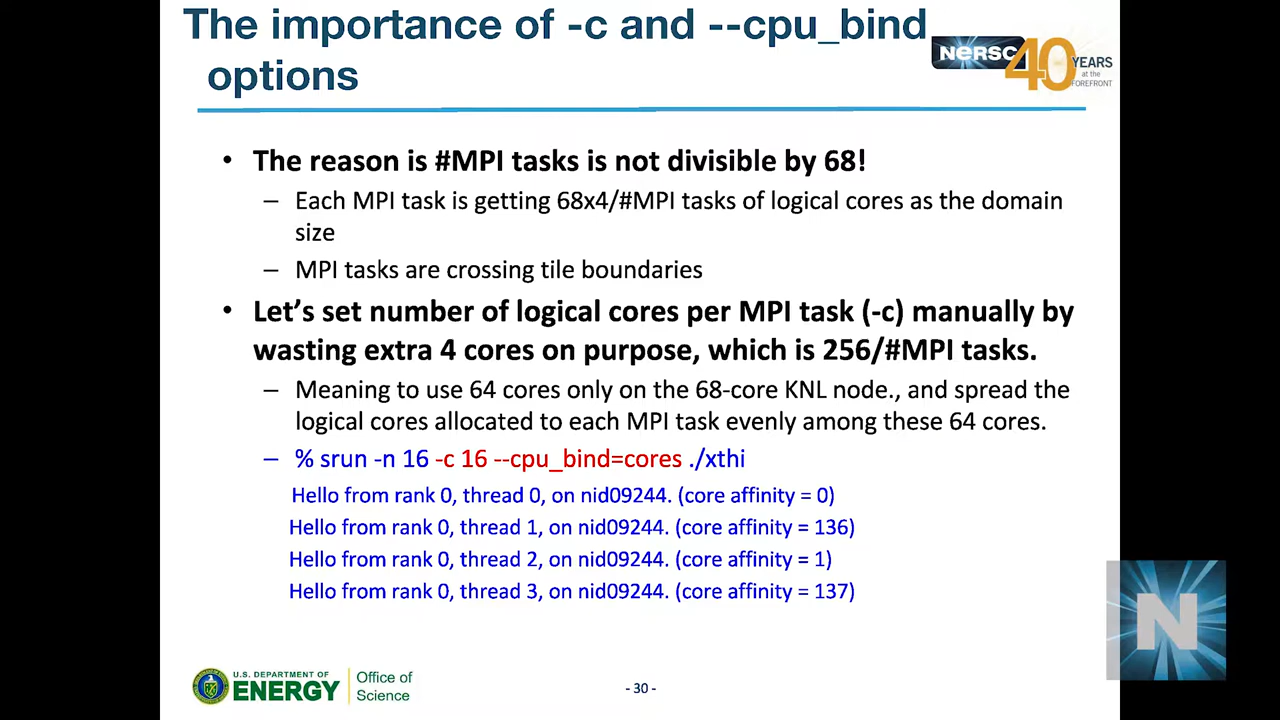 The importance of -c and --cpu_bind
options
NERSC 40 YEARS
at the
FOREFRONT
• The reason is #MPI tasks is not divisible by 68!
– Each MPI task is getting 68x4/#MPI tasks of logical cores as the domain
size
– MPI tasks are crossing tile boundaries
• Let's set number of logical cores per MPI task (-c) manually by
wasting extra 4 cores on purpose, which is 256/#MPI tasks.
– Meaning to use 64 cores only on the 68-core KNL node., and spread the
logical cores allocated to each MPI task evenly among these 64 cores.
– % srun -n 16 -c 16 --cpu_bind=cores ./xthi
Hello from rank 0, thread 0, on nid09244. (core affinity = 0)
Hello from rank 0, thread 1, on nid09244. (core affinity = 136)
Hello from rank 0, thread 2, on nid09244. (core affinity = 1)
Hello from rank 0, thread 3, on nid09244. (core affinity = 137)
N
U.S. DEPARTMENT OF
ENERGY
Office of
Science
- 30 -